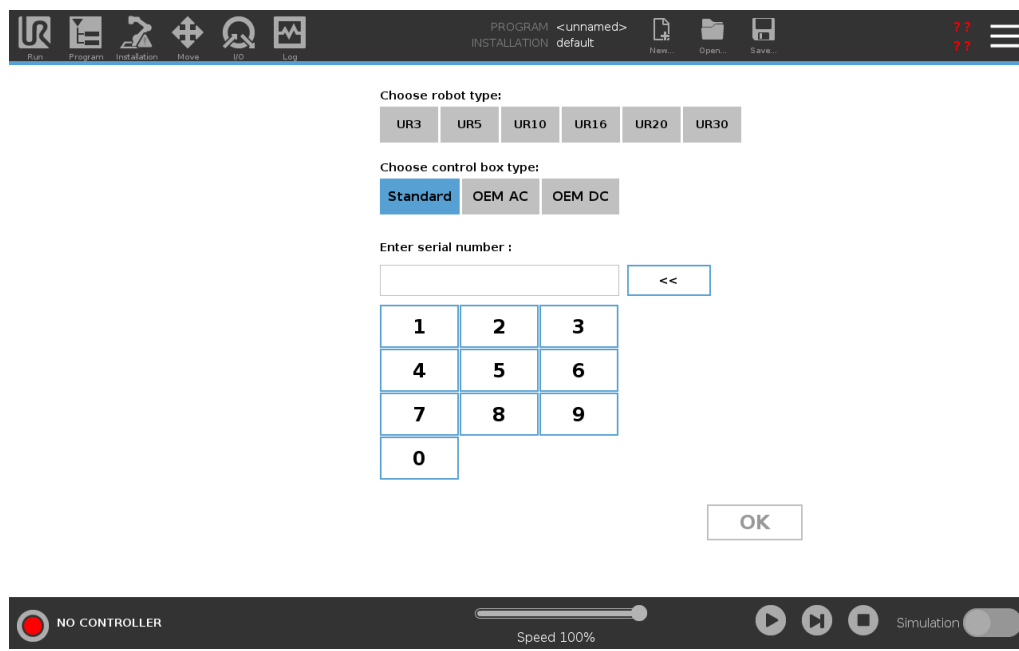 PROGRAM <unnamed>
INSTALLATION default
? ?
? ?
Run Program Installation Move I/O Log New... Open... Save...
Choose robot type:
UR3 UR5 UR10 UR16 UR20 UR30
Choose control box type:
Standard OEM AC OEM DC
Enter serial number :
<<
1 2 3
4 5 6
7 8 9
0
OK
NO CONTROLLER
Speed 100%
Simulation